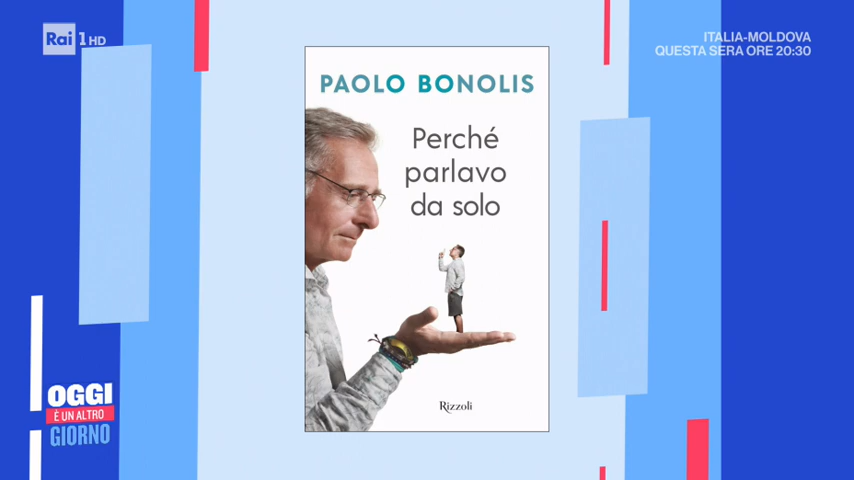 Rai 1 HD
ITALIA-MOLDOVA
QUESTA SERA ORE 20:30
PAOLO BONOLIS
Perché
parlavo
da solo
Rizzoli
OGGI
È UN ALTRO
GIORNO